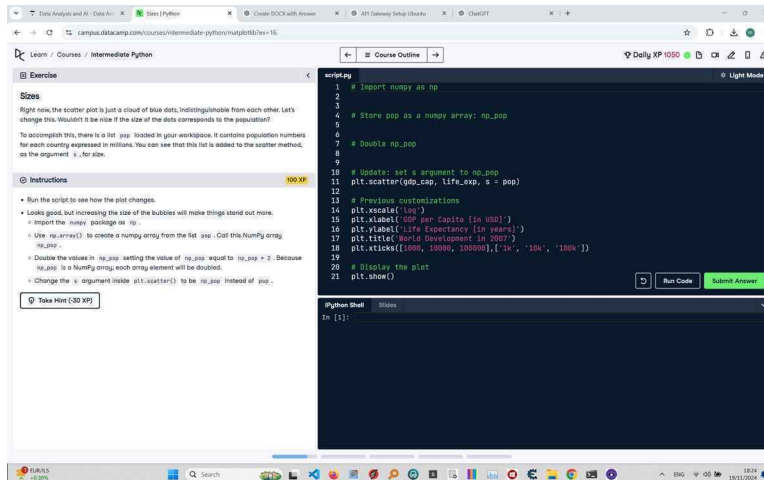 Data Analysis and AI - Data An
Sizes | Python
Create DOCX with Answer
API Gateway Setup Ubuntu
ChatGPT
campus.datacamp.com/courses/intermediate-python/matplotlib?ex=16
Learn / Courses / Intermediate Python
Course Outline
Daily XP 1050
Exercise
Sizes
Right now, the scatter plot is just a cloud of blue dots, indistinguishable from each other. Let's
change this. Wouldn't it be nice if the size of the dots corresponds to the population?
To accomplish this, there is a list pop loaded in your workspace. It contains population numbers
for each country expressed in millions. You can see that this list is added to the scatter method,
as the argument s , for size.
Instructions
100 XP
• Run the script to see how the plot changes.
• Looks good, but increasing the size of the bubbles will make things stand out more.
Import the numpy package as np .
Use np.array() to create a numpy array from the list pop . Call this NumPy array
np_pop .
Double the values in np_pop setting the value of np_pop equal to np_pop * 2 . Because
np_pop is a NumPy array, each array element will be doubled.
Change the s argument inside plt.scatter() to be np_pop instead of pop .
Take Hint (-30 XP)
script.py
Light Mode
1 # Import numpy as np
2
3
4 # Store pop as a numpy array: np_pop
5
6
7 # Double np_pop
8
9
10 # Update: set s argument to np_pop
11 plt.scatter(gdp_cap, life_exp, s = pop)
12
13 # Previous customizations
14 plt.xscale('log')
15 plt.xlabel('GDP per Capita [in USD]')
16 plt.ylabel('Life Expectancy [in years]')
17 plt.title('World Development in 2007')
18 plt.xticks([1000, 10000, 100000],['1k', '10k', '100k'])
19
20 # Display the plot
21 plt.show()
Run Code
Submit Answer
IPython Shell
Slides
In [1]:
EUR/ILS
+0.30%
Search
ENG
18:24
19/11/2024